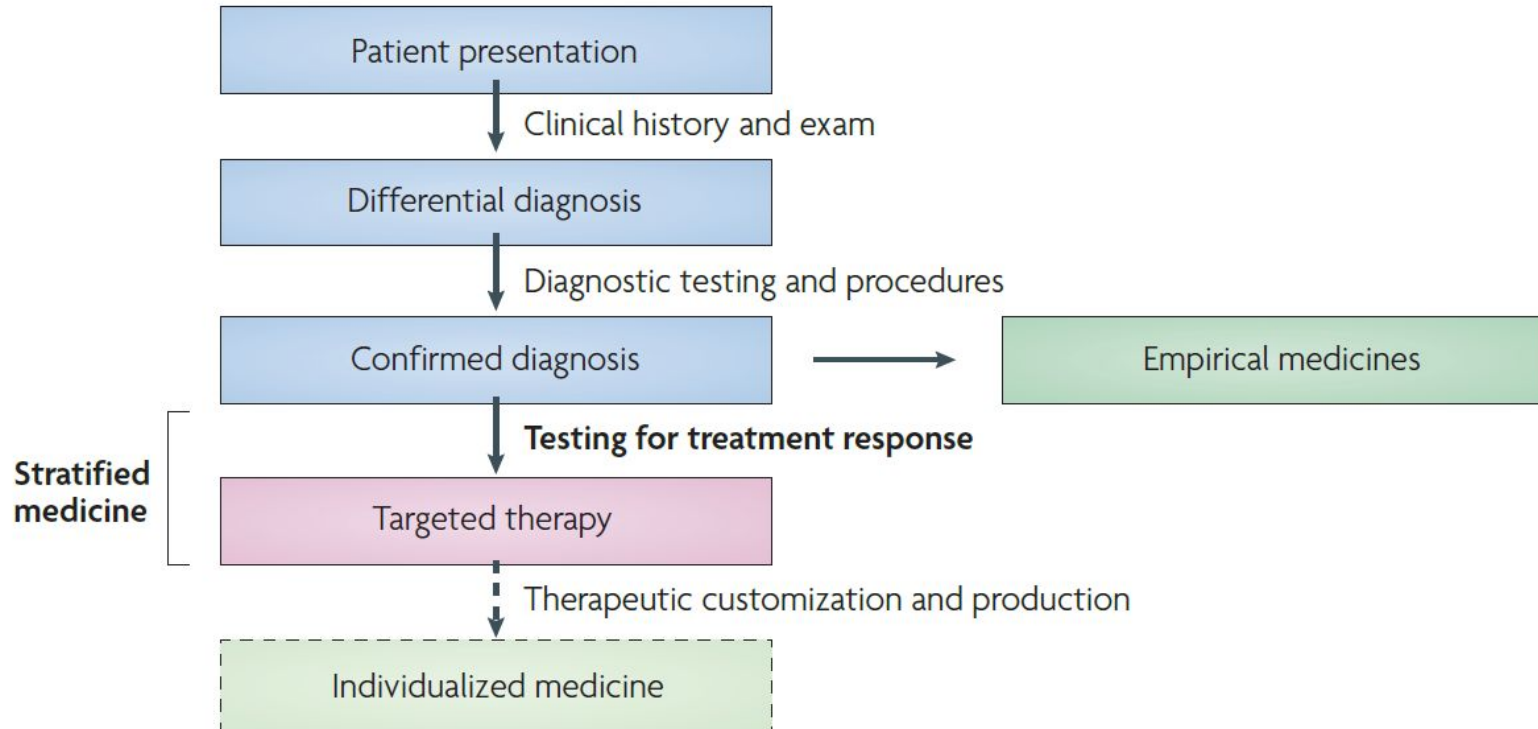 Patient presentation
Clinical history and exam
Differential diagnosis
Diagnostic testing and procedures
Confirmed diagnosis
Empirical medicines
Testing for treatment response
Stratified
medicine
Targeted therapy
Therapeutic customization and production
Individualized medicine